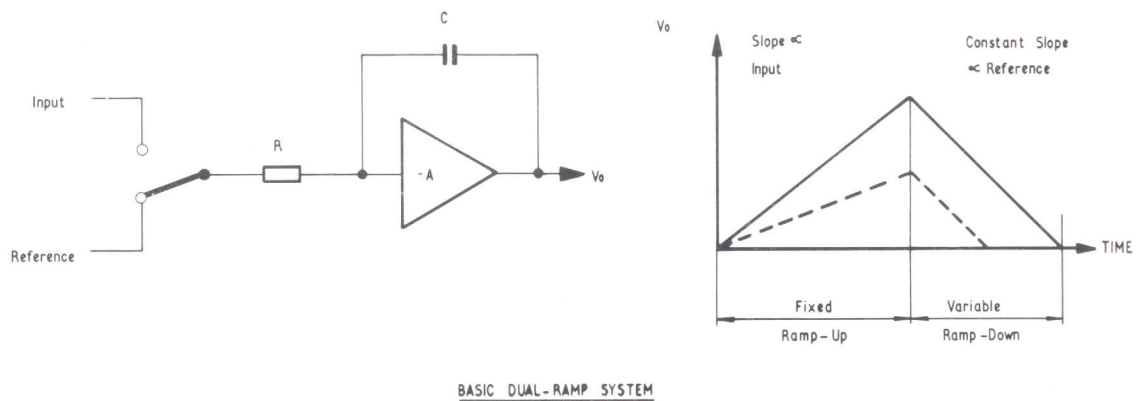 C
Input
R
-A
Vo
Reference
Vo
Slope ∝
Input
Constant Slope
∝ Reference
TIME
Fixed
Ramp-Up
Variable
Ramp-Down
BASIC DUAL-RAMP SYSTEM